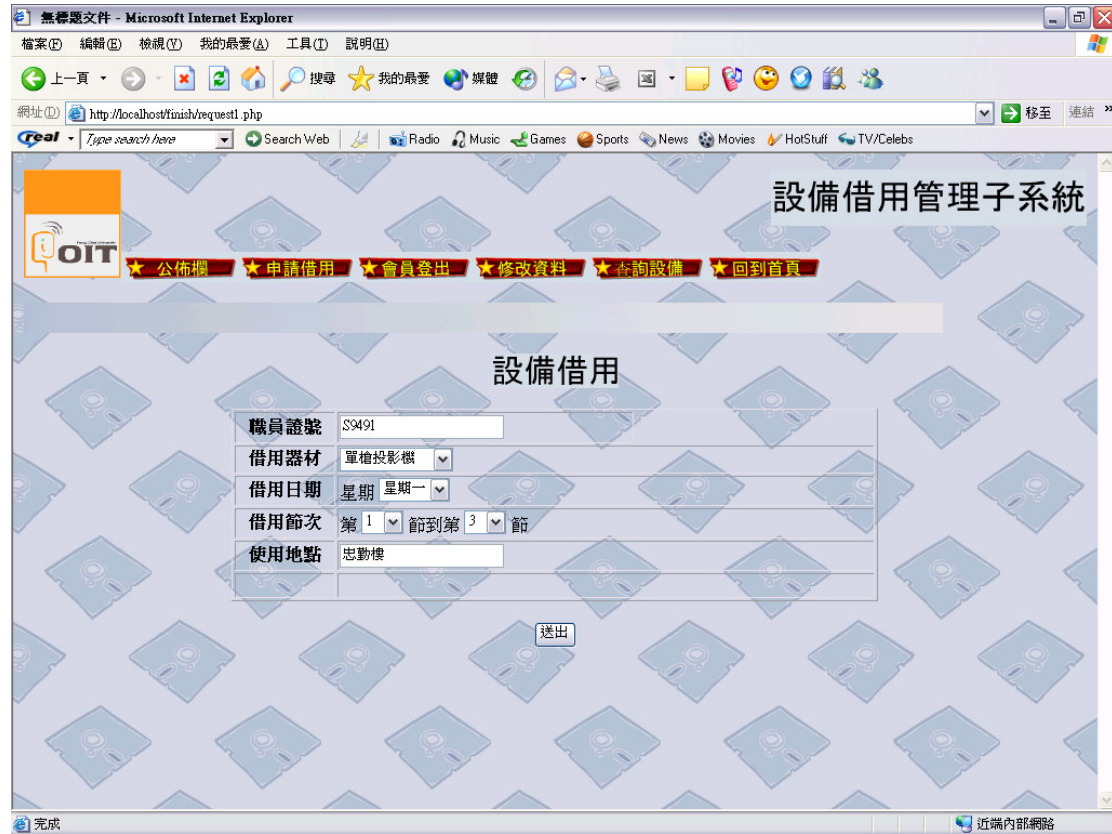 無標題文件 - Microsoft Internet Explorer
檔案(F) 編輯(E) 檢視(V) 我的最愛(A) 工具(T) 說明(H)
上一頁 搜尋 我的最愛 媒體
網址(D) http://localhost/finish/request1.php 移至 連結 »
real Type search here Search Web Radio Music Games Sports News Movies HotStuff TV/Celebs
設備借用管理子系統
OIT
公佈欄 申請借用 會員登出 修改資料 查詢設備 回到首頁
設備借用
職員證號 S9491
借用器材 單槍投影機
借用日期 星期 星期一
借用節次 第 1 節到第 3 節
使用地點 忠勤樓
送出
完成 近端內部網路